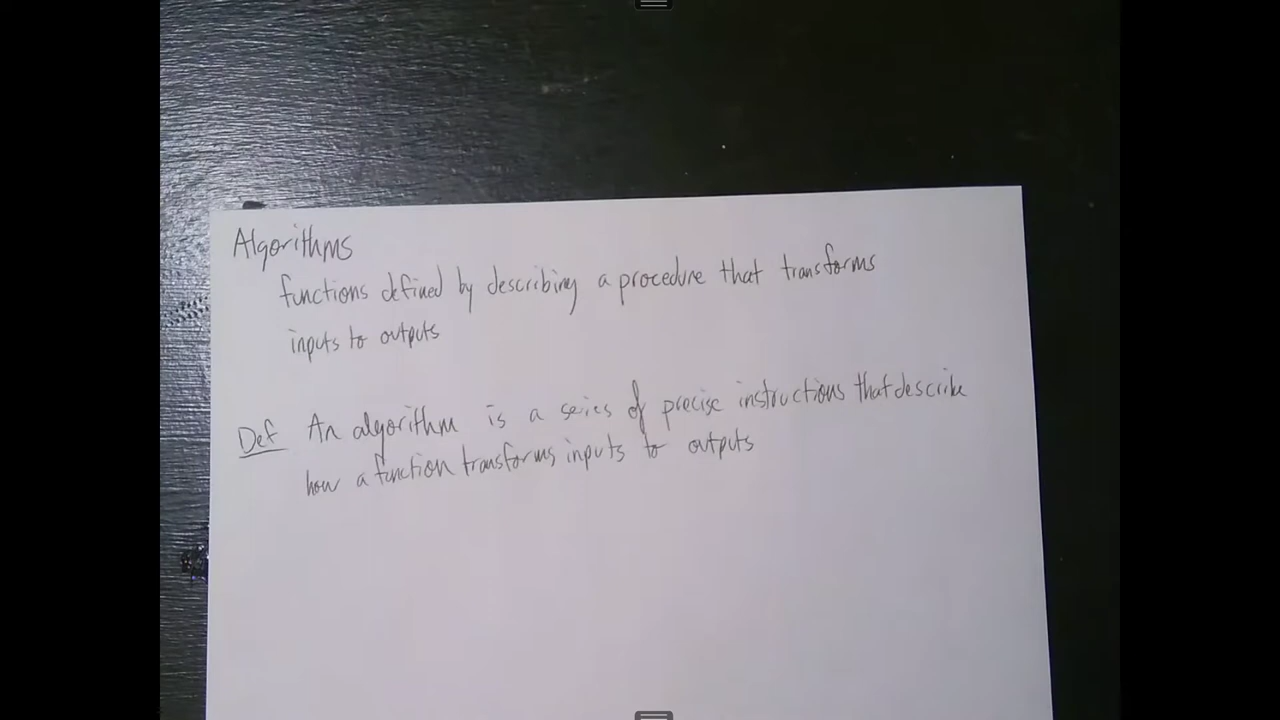 Algorithms
functions defined by describing a procedure that transforms
inputs to outputs
Def An algorithm is a series of precise instructions that describe
how a function transforms inputs to outputs